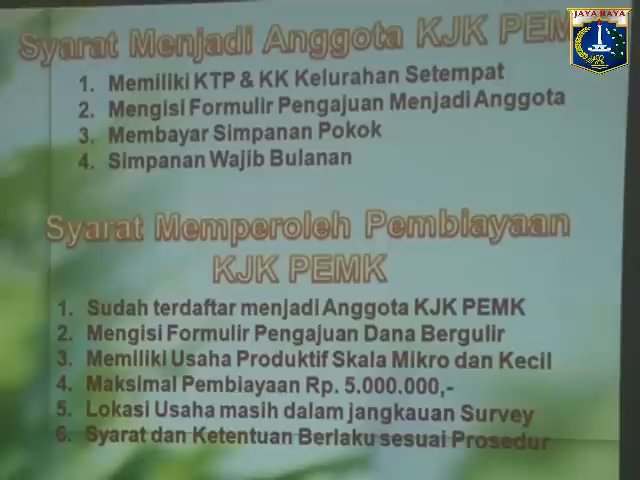 JAYA RAYA
Syarat Menjadi Anggota KJK PEM
1. Memiliki KTP & KK Kelurahan Setempat
2. Mengisi Formulir Pengajuan Menjadi Anggota
3. Membayar Simpanan Pokok
4. Simpanan Wajib Bulanan
Syarat Memperoleh Pembiayaan
KJK PEMK
1. Sudah terdaftar menjadi Anggota KJK PEMK
2. Mengisi Formulir Pengajuan Dana Bergulir
3. Memiliki Usaha Produktif Skala Mikro dan Kecil
4. Maksimal Pembiayaan Rp. 5.000.000,-
5. Lokasi Usaha masih dalam jangkauan Survey
6. Syarat dan Ketentuan Berlaku sesuai Prosedur